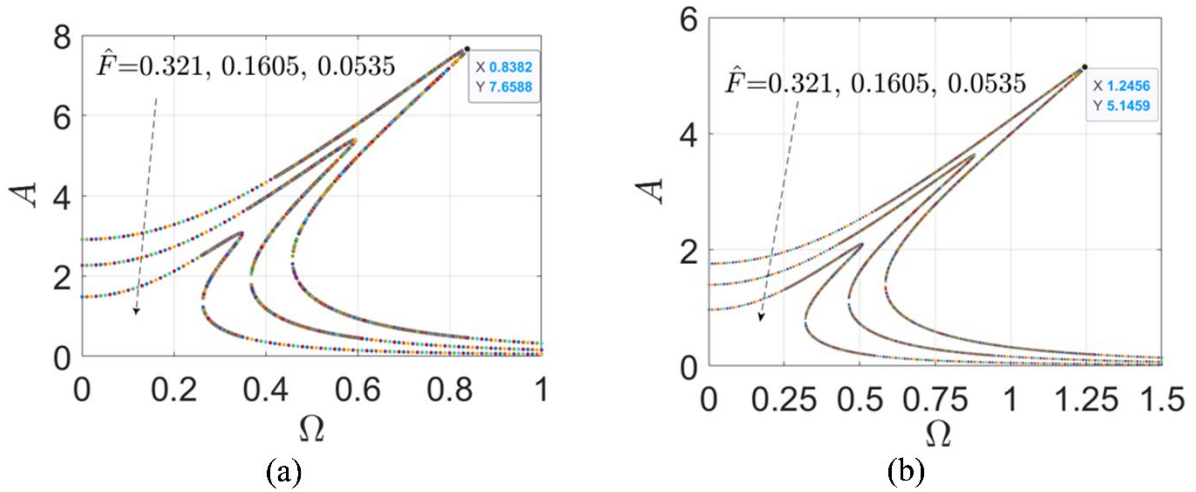 8
6
4
2
0
A
F̂=0.321, 0.1605, 0.0535
X 0.8382
Y 7.6588
0 0.2 0.4 0.6 0.8 1
Ω
(a)
6
4
2
0
A
F̂=0.321, 0.1605, 0.0535
X 1.2456
Y 5.1459
0 0.25 0.5 0.75 1 1.25 1.5
Ω
(b)